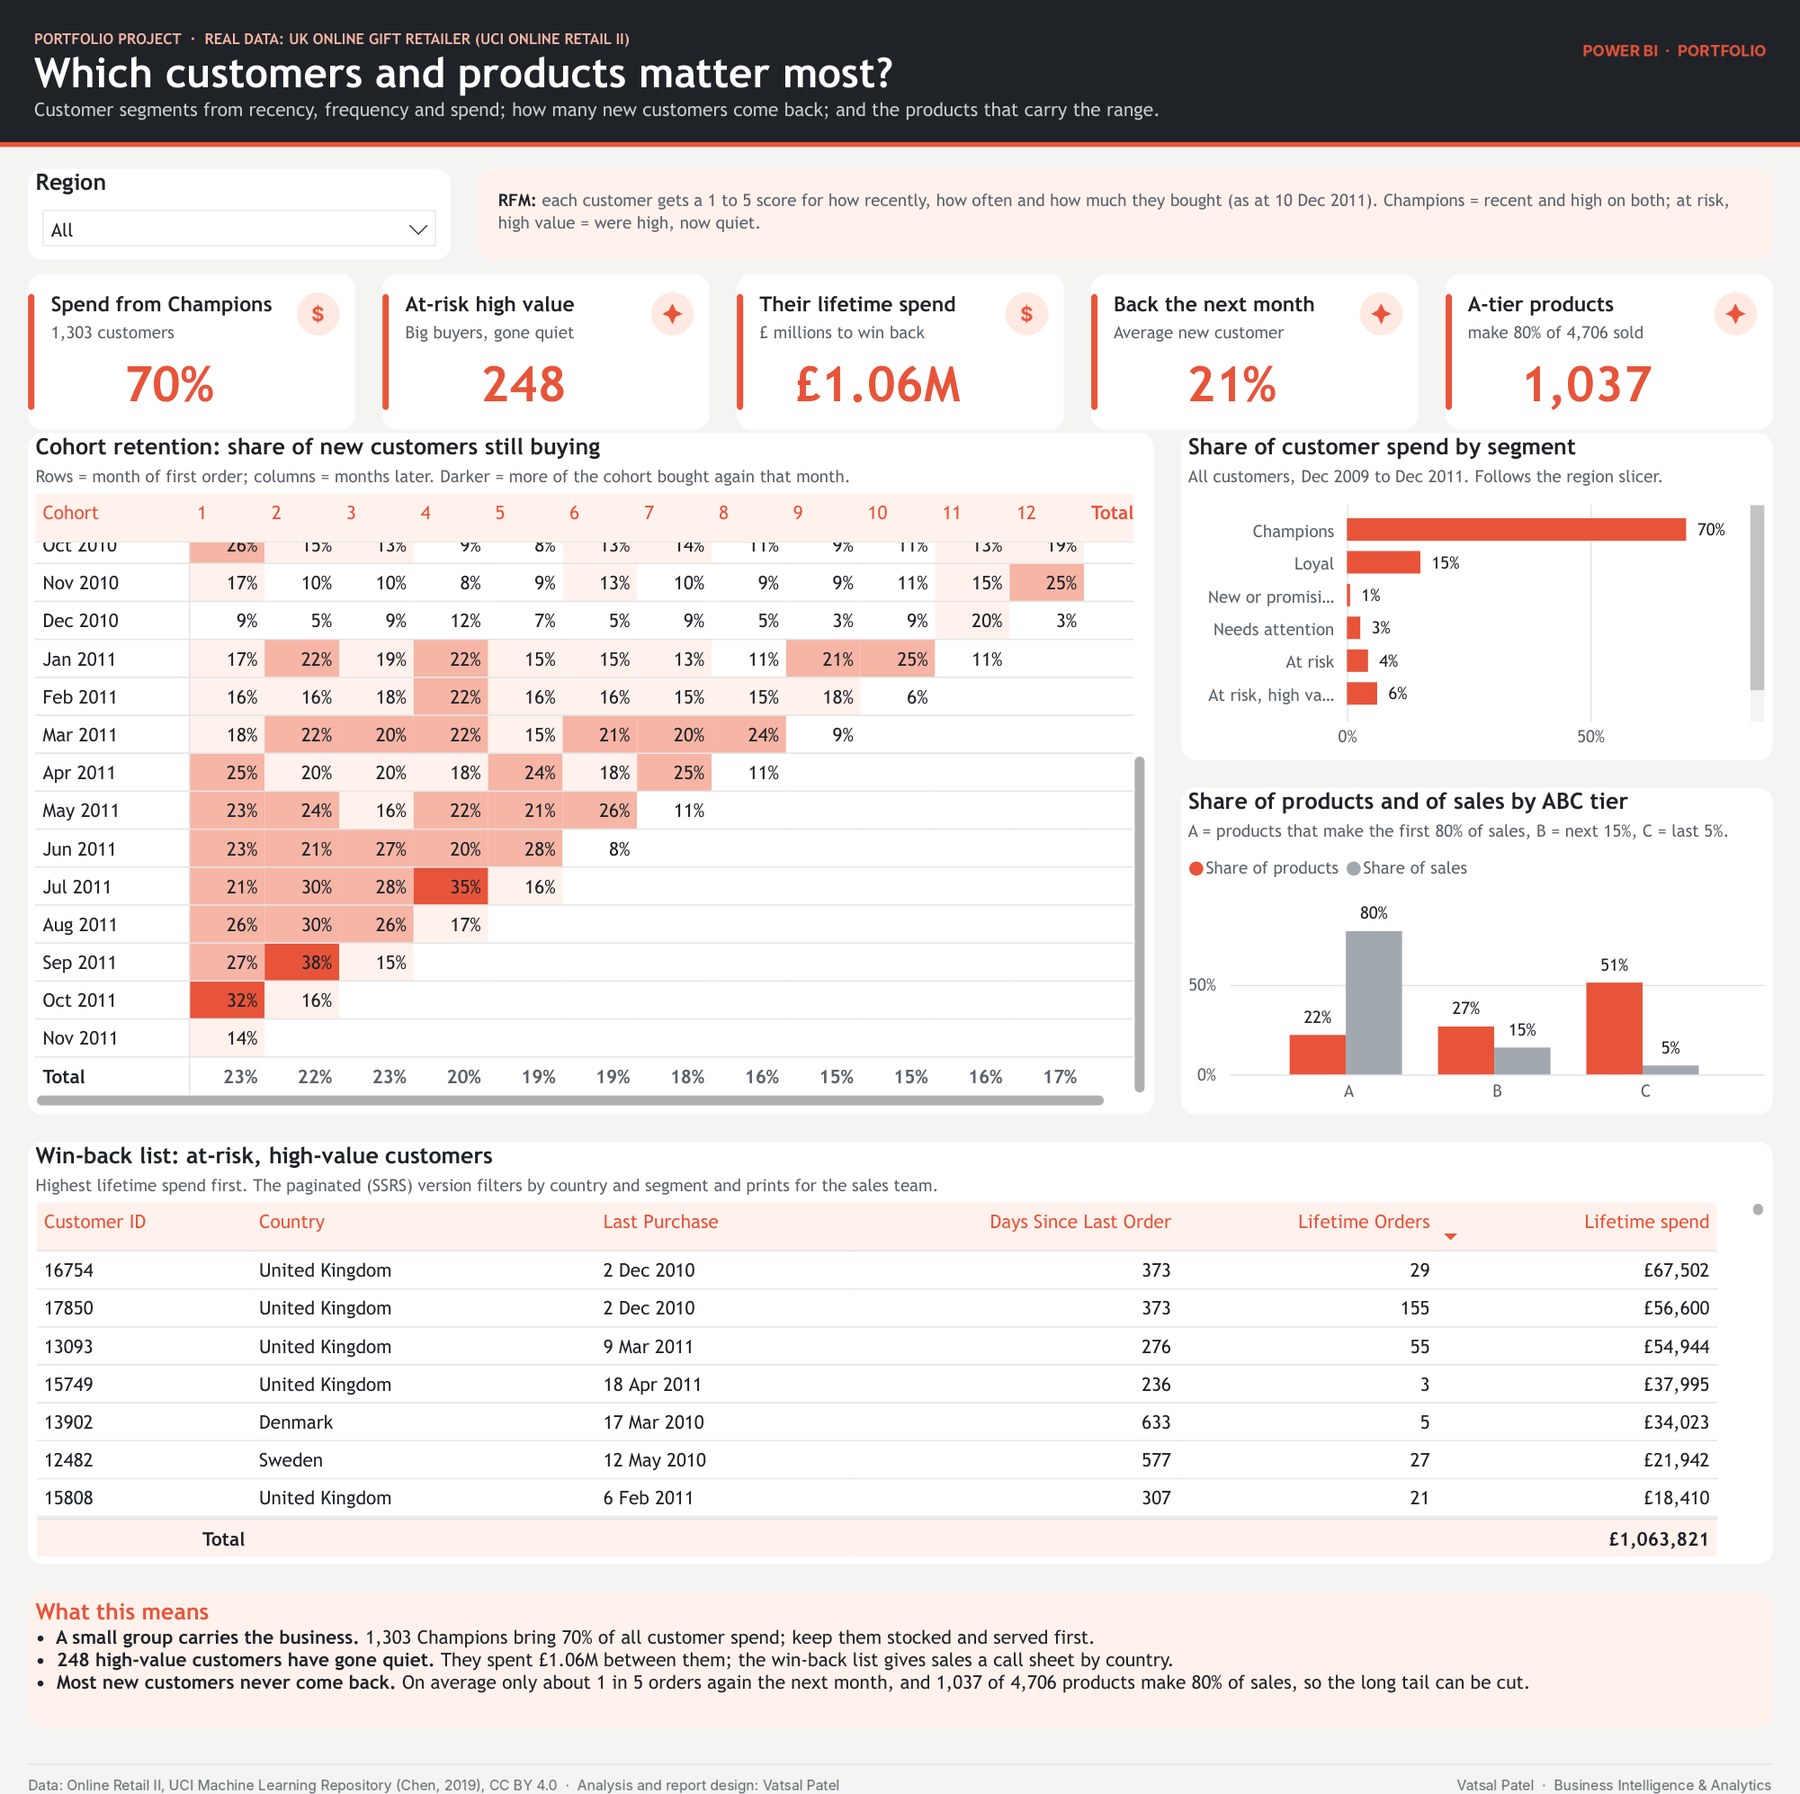 PORTFOLIO PROJECT · REAL DATA: UK ONLINE GIFT RETAILER (UCI ONLINE RETAIL II)
POWER BI · PORTFOLIO
Which customers and products matter most?
Customer segments from recency, frequency and spend; how many new customers come back; and the products that carry the range.
Region
All
RFM: each customer gets a 1 to 5 score for how recently, how often and how much they bought (as at 10 Dec 2011). Champions = recent and high on both; at risk,
high value = were high, now quiet.
Spend from Champions
1,303 customers
$
70%
At-risk high value
Big buyers, gone quiet
248
Their lifetime spend
£ millions to win back
$
£1.06M
Back the next month
Average new customer
21%
A-tier products
make 80% of 4,706 sold
1,037
Cohort retention: share of new customers still buying
Rows = month of first order; columns = months later. Darker = more of the cohort bought again that month.
Cohort 1 2 3 4 5 6 7 8 9 10 11 12 Total
Oct 2010 26% 15% 13% 9% 8% 13% 14% 11% 9% 11% 13% 19%
Nov 2010 17% 10% 10% 8% 9% 13% 10% 9% 9% 11% 15% 25%
Dec 2010 9% 5% 9% 12% 7% 5% 9% 5% 3% 9% 20% 3%
Jan 2011 17% 22% 19% 22% 15% 15% 13% 11% 21% 25% 11%
Feb 2011 16% 16% 18% 22% 16% 16% 15% 15% 18% 6%
Mar 2011 18% 22% 20% 22% 15% 21% 20% 24% 9%
Apr 2011 25% 20% 20% 18% 24% 18% 25% 11%
May 2011 23% 24% 16% 22% 21% 26% 11%
Jun 2011 23% 21% 27% 20% 28% 8%
Jul 2011 21% 30% 28% 35% 16%
Aug 2011 26% 30% 26% 17%
Sep 2011 27% 38% 15%
Oct 2011 32% 16%
Nov 2011 14%
Total 23% 22% 23% 20% 19% 19% 18% 16% 15% 15% 16% 17%
Share of customer spend by segment
All customers, Dec 2009 to Dec 2011. Follows the region slicer.
Champions 70%
Loyal 15%
New or promisi... 1%
Needs attention 3%
At risk 4%
At risk, high va... 6%
0% 50%
Share of products and of sales by ABC tier
A = products that make the first 80% of sales, B = next 15%, C = last 5%.
Share of products Share of sales
80%
51%
50%
22% 27% 15% 5%
0%
A B C
Win-back list: at-risk, high-value customers
Highest lifetime spend first. The paginated (SSRS) version filters by country and segment and prints for the sales team.
Customer ID Country Last Purchase Days Since Last Order Lifetime Orders Lifetime spend
16754 United Kingdom 2 Dec 2010 373 29 £67,502
17850 United Kingdom 2 Dec 2010 373 155 £56,600
13093 United Kingdom 9 Mar 2011 276 55 £54,944
15749 United Kingdom 18 Apr 2011 236 3 £37,995
13902 Denmark 17 Mar 2010 633 5 £34,023
12482 Sweden 12 May 2010 577 27 £21,942
15808 United Kingdom 6 Feb 2011 307 21 £18,410
Total £1,063,821
What this means
• A small group carries the business. 1,303 Champions bring 70% of all customer spend; keep them stocked and served first.
• 248 high-value customers have gone quiet. They spent £1.06M between them; the win-back list gives sales a call sheet by country.
• Most new customers never come back. On average only about 1 in 5 orders again the next month, and 1,037 of 4,706 products make 80% of sales, so the long tail can be cut.
Data: Online Retail II, UCI Machine Learning Repository (Chen, 2019), CC BY 4.0 · Analysis and report design: Vatsal Patel
Vatsal Patel · Business Intelligence & Analytics